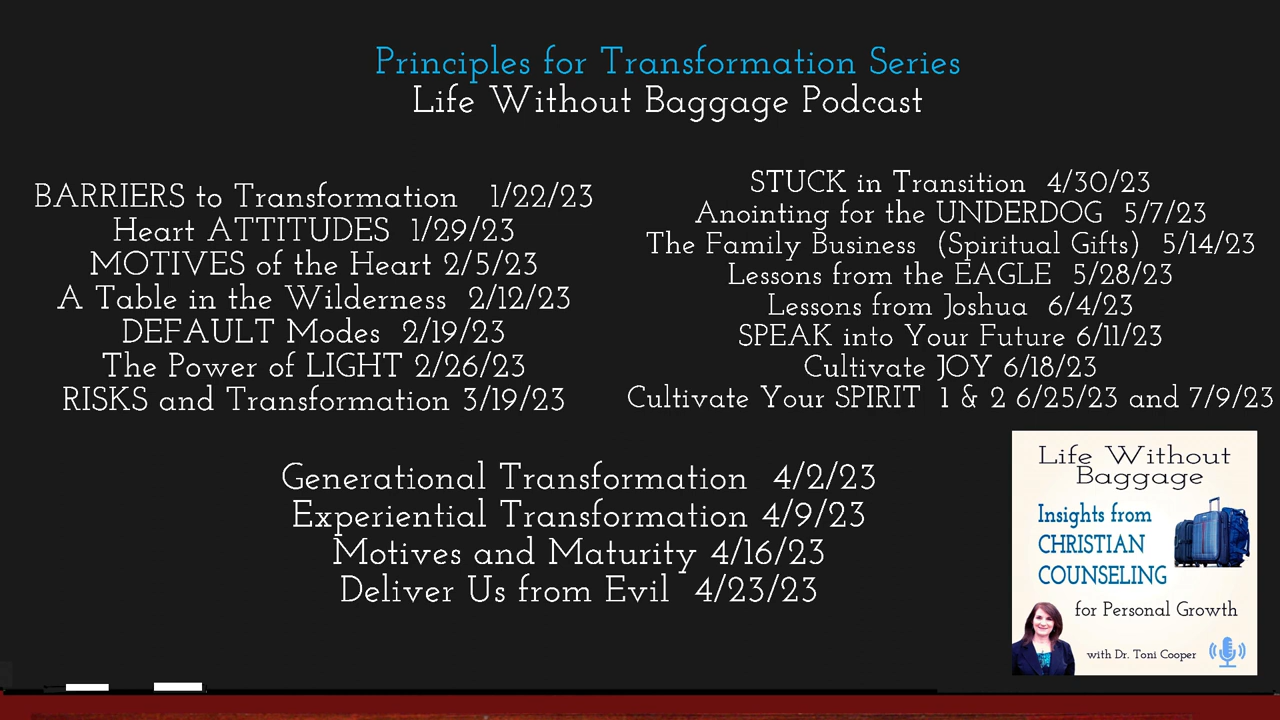 Principles for Transformation Series
Life Without Baggage Podcast
BARRIERS to Transformation 1/22/23
Heart ATTITUDES 1/29/23
MOTIVES of the Heart 2/5/23
A Table in the Wilderness 2/12/23
DEFAULT Modes 2/19/23
The Power of LIGHT 2/26/23
RISKS and Transformation 3/19/23
Generational Transformation 4/2/23
Experiential Transformation 4/9/23
Motives and Maturity 4/16/23
Deliver Us from Evil 4/23/23
STUCK in Transition 4/30/23
Anointing for the UNDERDOG 5/7/23
The Family Business (Spiritual Gifts) 5/14/23
Lessons from the EAGLE 5/28/23
Lessons from Joshua 6/4/23
SPEAK into Your Future 6/11/23
Cultivate JOY 6/18/23
Cultivate Your SPIRIT 1 & 2 6/25/23 and 7/9/23
Life Without
Baggage
Insights from
CHRISTIAN
COUNSELING
for Personal Growth
with Dr. Toni Cooper